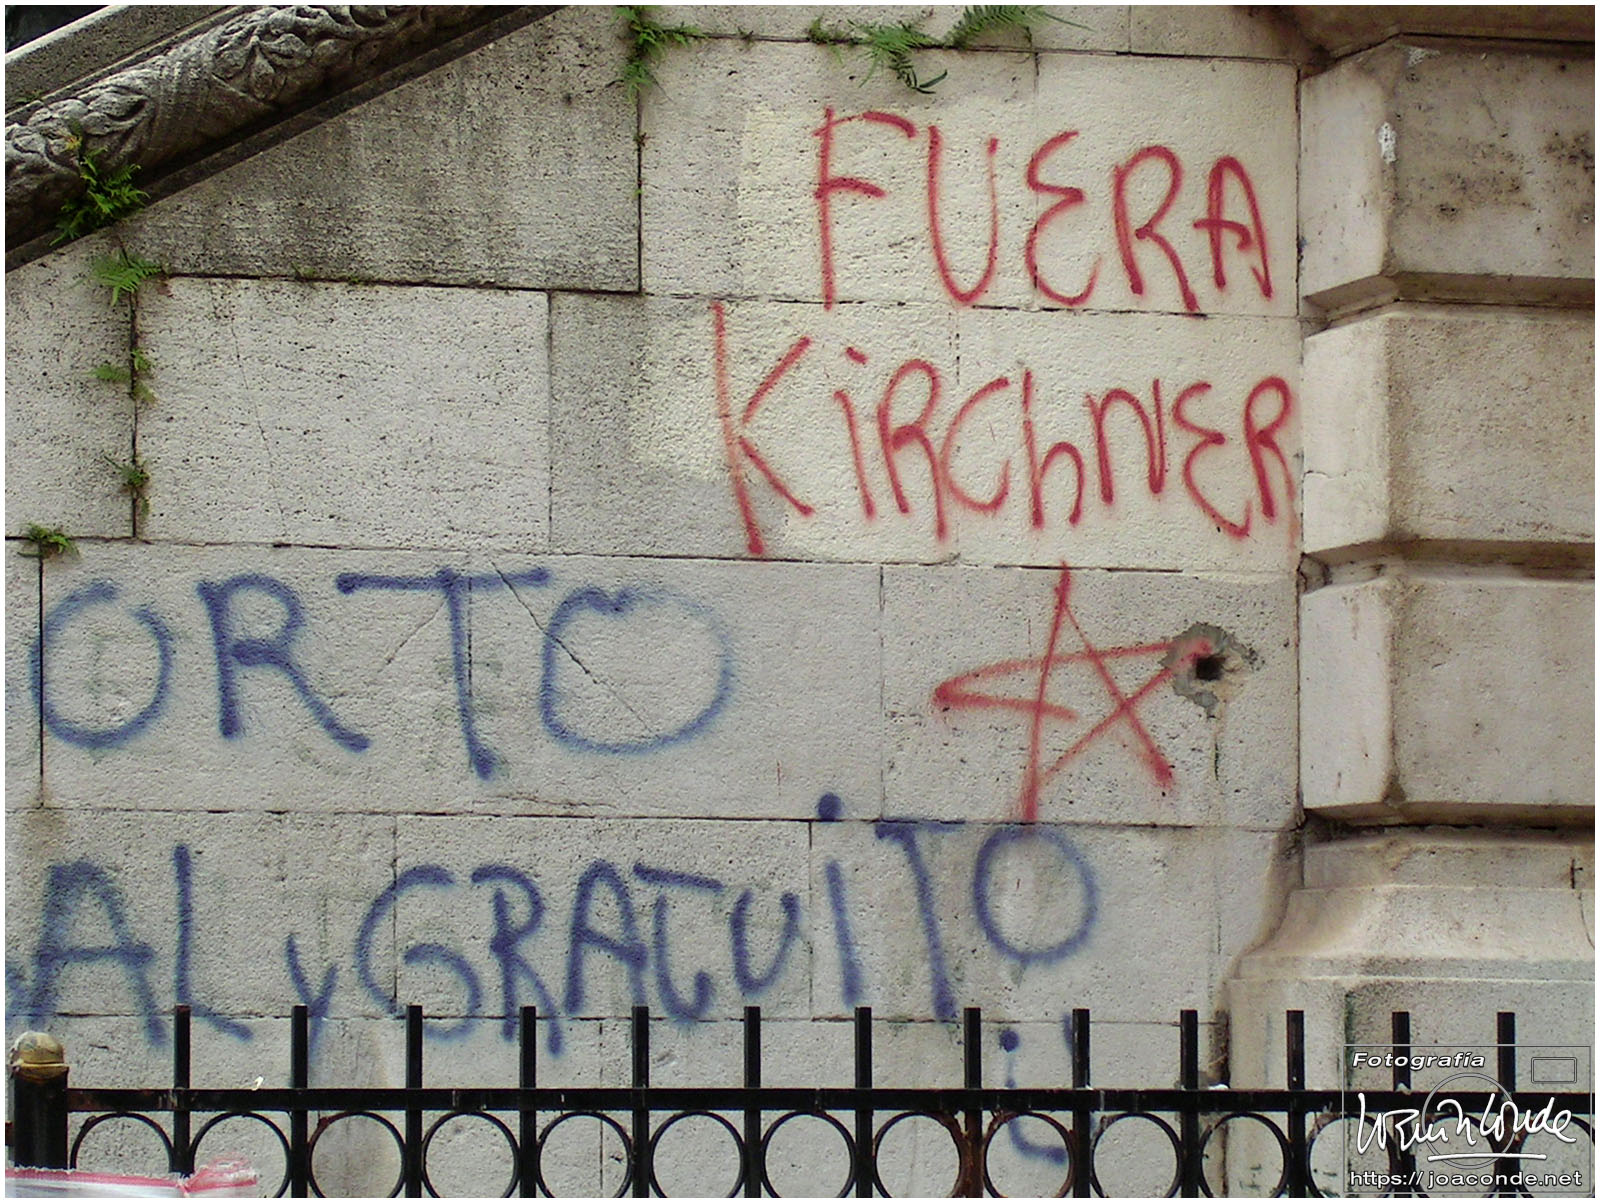 FUERA
KiRChNER
ORTO
AL y GRATUiTO
Fotografía
https://joaconde.net